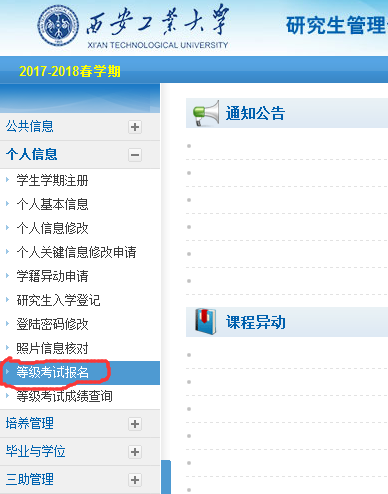 西安工业大学
XI'AN TECHNOLOGICAL UNIVERSITY
研究生管理
2017-2018春学期
公共信息
个人信息
学生学期注册
个人基本信息
个人信息修改
个人关键信息修改申请
学籍异动申请
研究生入学登记
登陆密码修改
照片信息核对
等级考试报名
等级考试成绩查询
培养管理
毕业与学位
三助管理
通知公告
课程异动